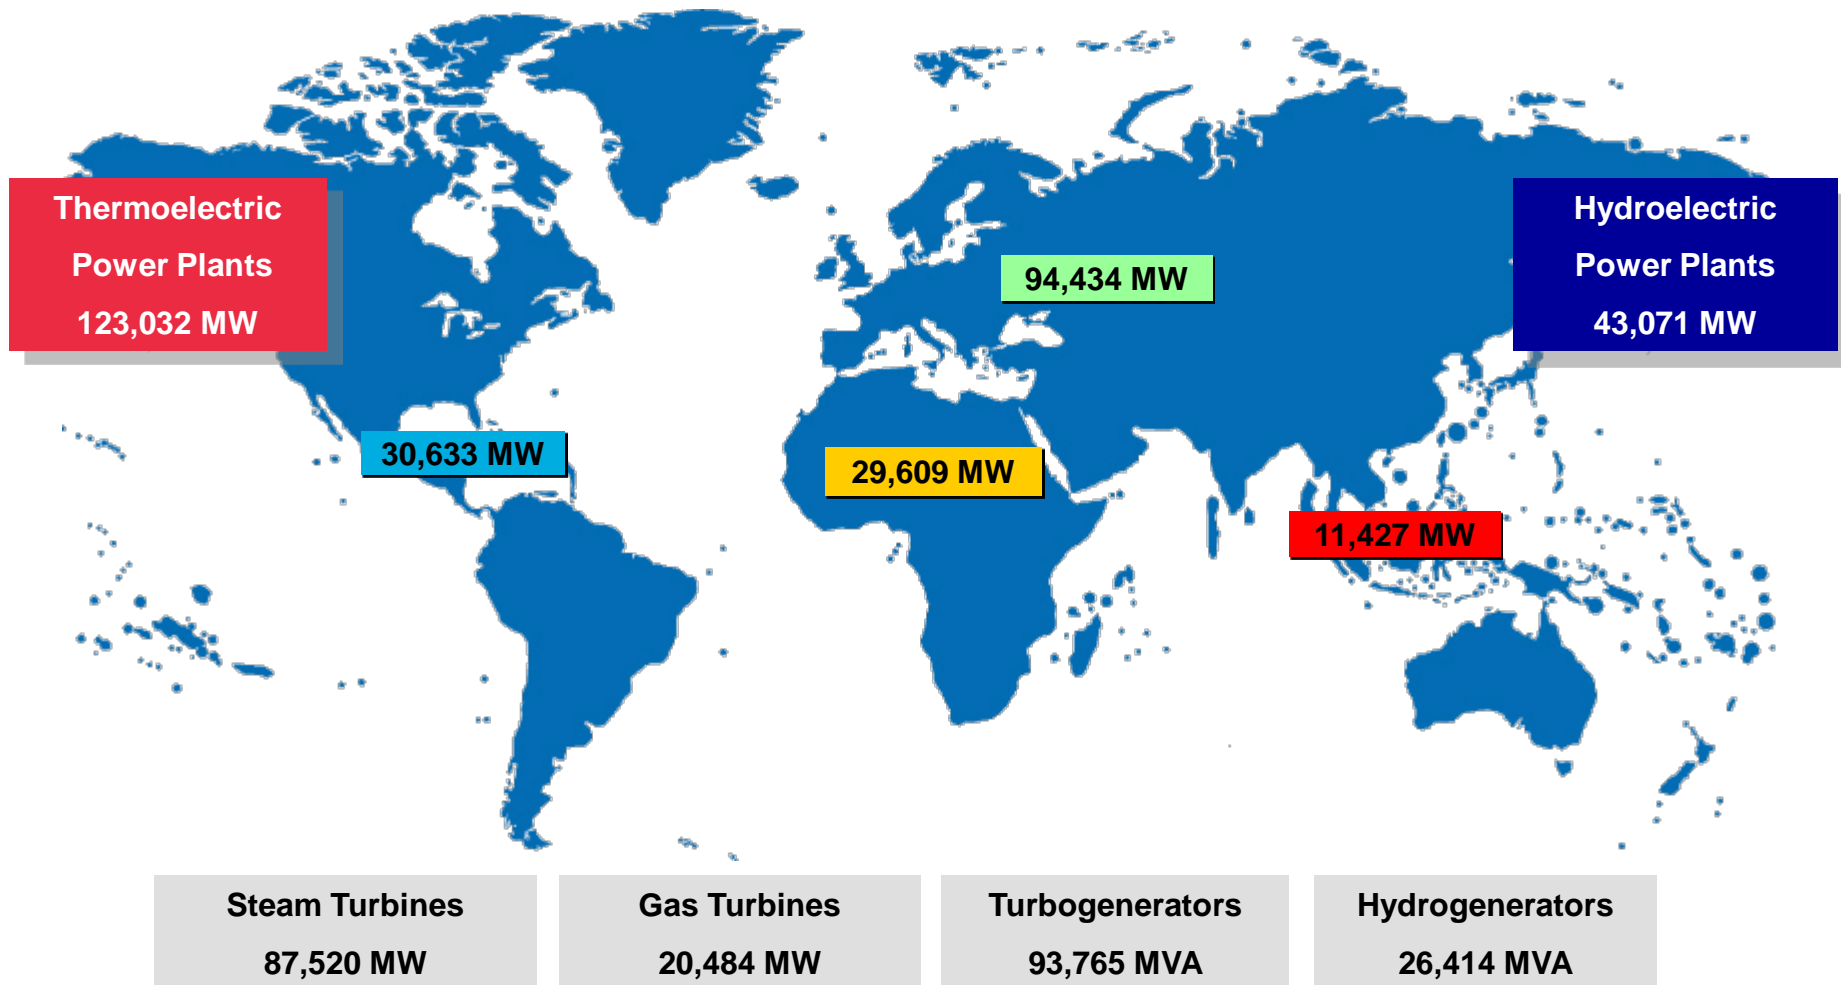 Thermoelectric
Power Plants
123,032 MW
Hydroelectric
Power Plants
43,071 MW
94,434 MW
30,633 MW
29,609 MW
11,427 MW
Steam Turbines
87,520 MW
Gas Turbines
20,484 MW
Turbogenerators
93,765 MVA
Hydrogenerators
26,414 MVA